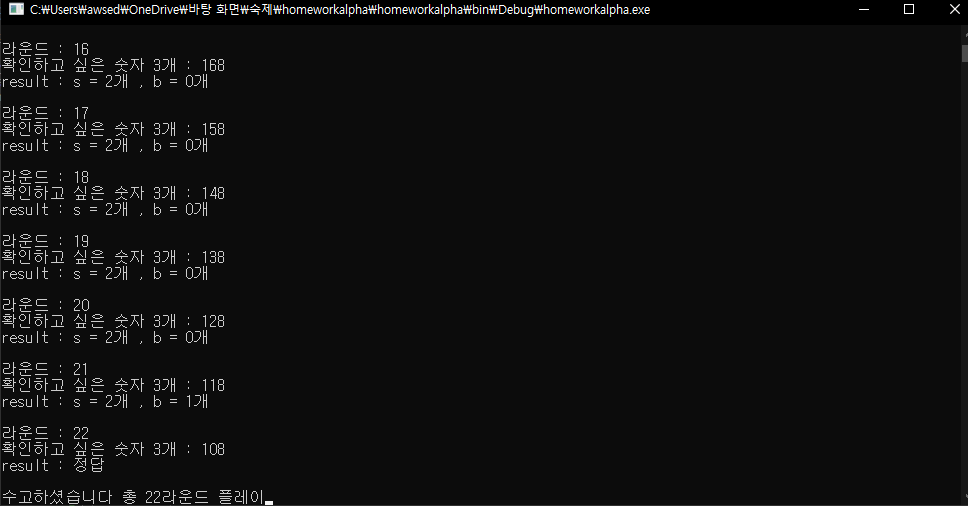 C:₩Users₩awsed₩OneDrive₩바탕 화면₩숙제₩homeworkalpha₩homeworkalpha₩bin₩Debug₩homeworkalpha.exe
라운드 : 16
확인하고 싶은 숫자 3개 : 168
result : s = 2개 , b = 0개
라운드 : 17
확인하고 싶은 숫자 3개 : 158
result : s = 2개 , b = 0개
라운드 : 18
확인하고 싶은 숫자 3개 : 148
result : s = 2개 , b = 0개
라운드 : 19
확인하고 싶은 숫자 3개 : 138
result : s = 2개 , b = 0개
라운드 : 20
확인하고 싶은 숫자 3개 : 128
result : s = 2개 , b = 0개
라운드 : 21
확인하고 싶은 숫자 3개 : 118
result : s = 2개 , b = 1개
라운드 : 22
확인하고 싶은 숫자 3개 : 108
result : 정답
수고하셨습니다 총 22라운드 플레이